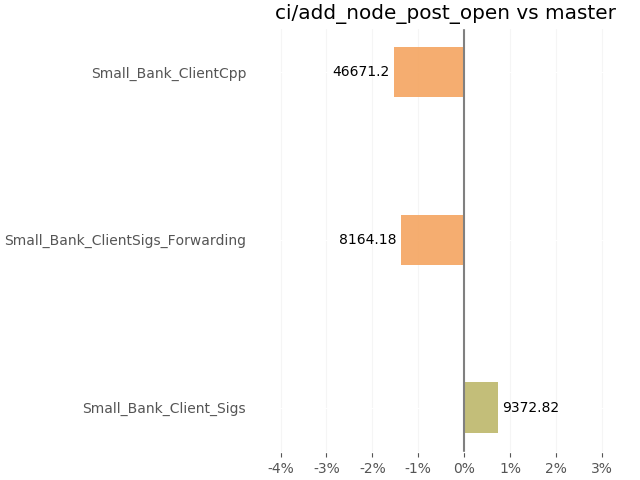 ci/add_node_post_open vs master
Small_Bank_ClientCpp
46671.2
Small_Bank_ClientSigs_Forwarding
8164.18
Small_Bank_Client_Sigs
9372.82
-4% -3% -2% -1% 0% 1% 2% 3%